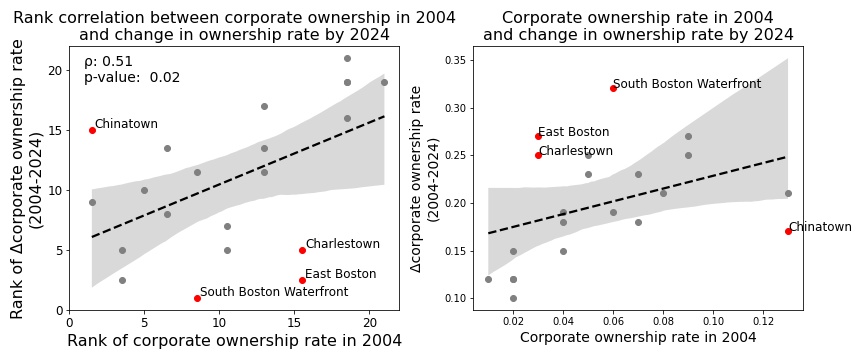 Rank correlation between corporate ownership in 2004
and change in ownership rate by 2024
ρ: 0.51
p-value:  0.02
Chinatown
Charlestown
East Boston
South Boston Waterfront
20
15
10
5
0
0
5
10
15
20
Rank of Δcorporate ownership rate
(2004-2024)
Rank of corporate ownership rate in 2004
Corporate ownership rate in 2004
and change in corporate ownership rate by 2024
South Boston Waterfront
East Boston
Charlestown
Chinatown
0.35
0.30
0.25
0.20
0.15
0.10
0.02
0.04
0.06
0.08
0.10
0.12
Δcorporate ownership rate
(2004-2024)
Corporate ownership rate in 2004